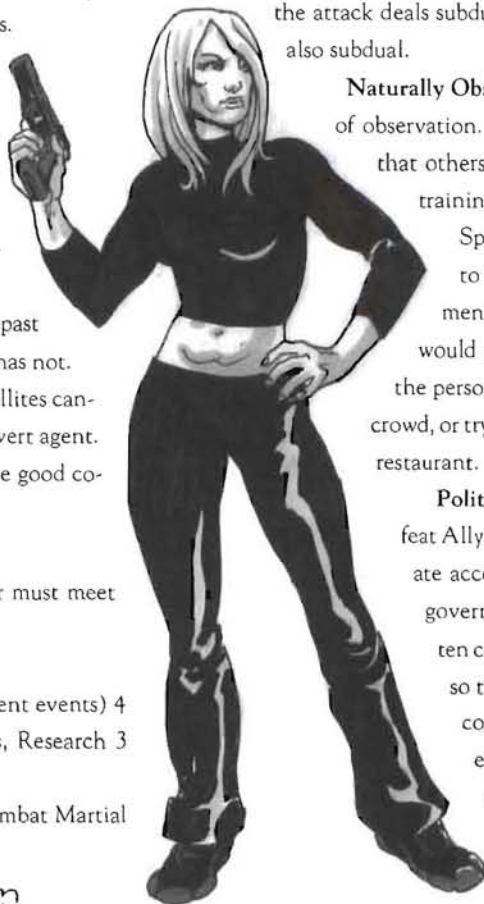 s.
past
has not.
llites can-
vert agent.
e good co-
r must meet
ent events) 4
s, Research 3
mbat Martial
the attack deals subdu
also subdual.
Naturally Obs
of observation.
that others
training
Sp
to
men
would
the perso
crowd, or try
restaurant.
Polit
feat Ally
ate acce
govern
ten c
so t
co
e